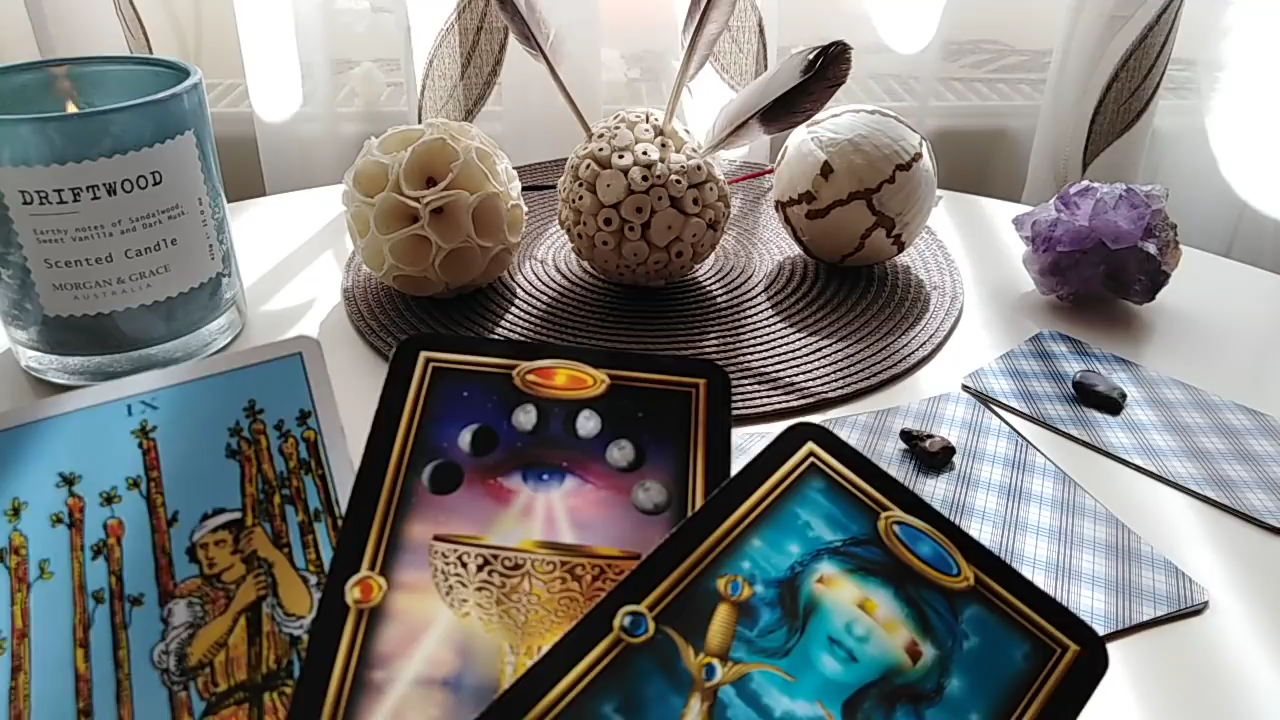 DRIFTWOOD
Earthy notes of Sandalwood,
Sweet Vanilla and Dark Musk.
Scented Candle
MORGAN & GRACE
AUSTRALIA
IX